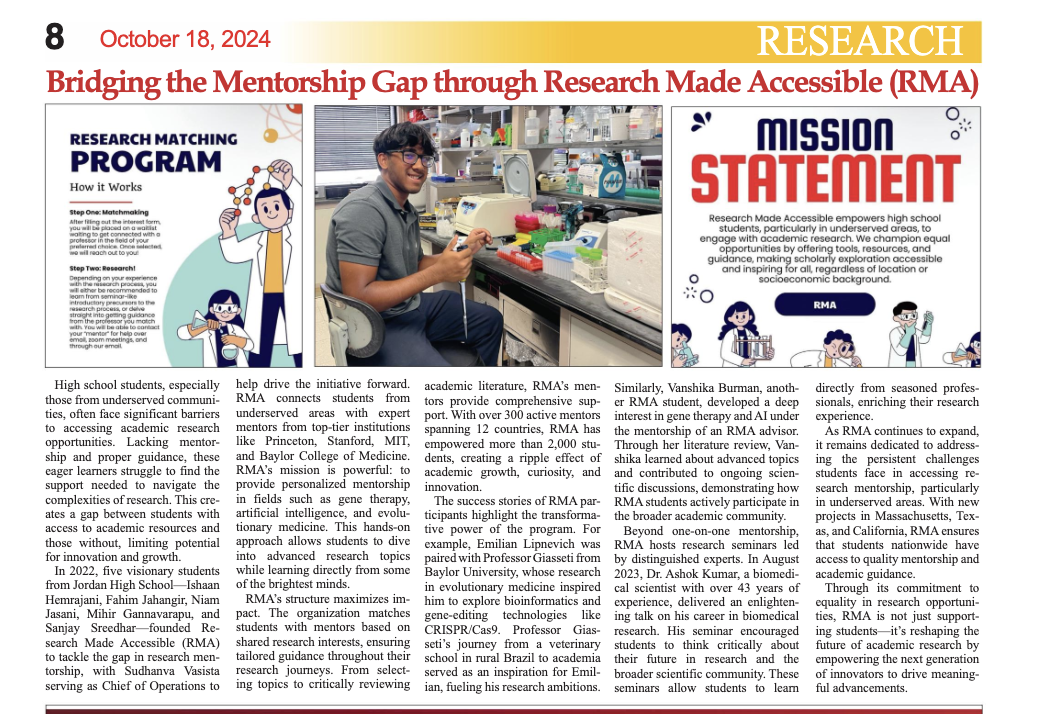 8 October 18, 2024
RESEARCH
Bridging the Mentorship Gap through Research Made Accessible (RMA)
RESEARCH MATCHING
PROGRAM
How it Works
Step One: Matchmaking
After filling out the interest form,
you will be placed on a waitlist
waiting to get connected with a
professor in the field of your
preferred choice. Once selected,
we will reach out to you!
Step Two: Research!
Depending on your experience
with the research process, you
will either be recommended to
learn from seminar-like
introductory precursors to the
research process, or delve
straight into getting guidance
from the professor you match
with. You will be able to contact
your "mentor" for help over
email, zoom meetings, and
through our email.
MISSION
STATEMENT
Research Made Accessible empowers high school
students, particularly in underserved areas, to
engage with academic research. We champion equal
opportunities by offering tools, resources, and
guidance, making scholarly exploration accessible
and inspiring for all, regardless of location or
socioeconomic background.
RMA
High school students, especially
those from underserved communi-
ties, often face significant barriers
to accessing academic research
opportunities. Lacking mentor-
ship and proper guidance, these
eager learners struggle to find the
support needed to navigate the
complexities of research. This cre-
ates a gap between students with
access to academic resources and
those without, limiting potential
for innovation and growth.
In 2022, five visionary students
from Jordan High School—Ishaan
Hemrajani, Fahim Jahangir, Niam
Jasani, Mihir Gannavarapu, and
Sanjay Sreedhar—founded Re-
search Made Accessible (RMA)
to tackle the gap in research men-
torship, with Sudhanva Vasista
serving as Chief of Operations to
help drive the initiative forward.
RMA connects students from
underserved areas with expert
mentors from top-tier institutions
like Princeton, Stanford, MIT,
and Baylor College of Medicine.
RMA's mission is powerful: to
provide personalized mentorship
in fields such as gene therapy,
artificial intelligence, and evolu-
tionary medicine. This hands-on
approach allows students to dive
into advanced research topics
while learning directly from some
of the brightest minds.
RMA's structure maximizes im-
pact. The organization matches
students with mentors based on
shared research interests, ensuring
tailored guidance throughout their
research journeys. From select-
ing topics to critically reviewing
academic literature, RMA's men-
tors provide comprehensive sup-
port. With over 300 active mentors
spanning 12 countries, RMA has
empowered more than 2,000 stu-
dents, creating a ripple effect of
academic growth, curiosity, and
innovation.
The success stories of RMA par-
ticipants highlight the transforma-
tive power of the program. For
example, Emilian Lipnevich was
paired with Professor Giasseti from
Baylor University, whose research
in evolutionary medicine inspired
him to explore bioinformatics and
gene-editing technologies like
CRISPR/Cas9. Professor Gias-
seti's journey from a veterinary
school in rural Brazil to academia
served as an inspiration for Emil-
ian, fueling his research ambitions.
Similarly, Vanshika Burman, anoth-
er RMA student, developed a deep
interest in gene therapy and AI under
the mentorship of an RMA advisor.
Through her literature review, Van-
shika learned about advanced topics
and contributed to ongoing scien-
tific discussions, demonstrating how
RMA students actively participate in
the broader academic community.
Beyond one-on-one mentorship,
RMA hosts research seminars led
by distinguished experts. In August
2023, Dr. Ashok Kumar, a biomedi-
cal scientist with over 43 years of
experience, delivered an enlighten-
ing talk on his career in biomedical
research. His seminar encouraged
students to think critically about
their future in research and the
broader scientific community. These
seminars allow students to learn
directly from seasoned profes-
sionals, enriching their research
experience.
As RMA continues to expand,
it remains dedicated to address-
ing the persistent challenges
students face in accessing re-
search mentorship, particularly
in underserved areas. With new
projects in Massachusetts, Tex-
as, and California, RMA ensures
that students nationwide have
access to quality mentorship and
academic guidance.
Through its commitment to
equality in research opportuni-
ties, RMA is not just support-
ing students—it's reshaping the
future of academic research by
empowering the next generation
of innovators to drive meaning-
ful advancements.